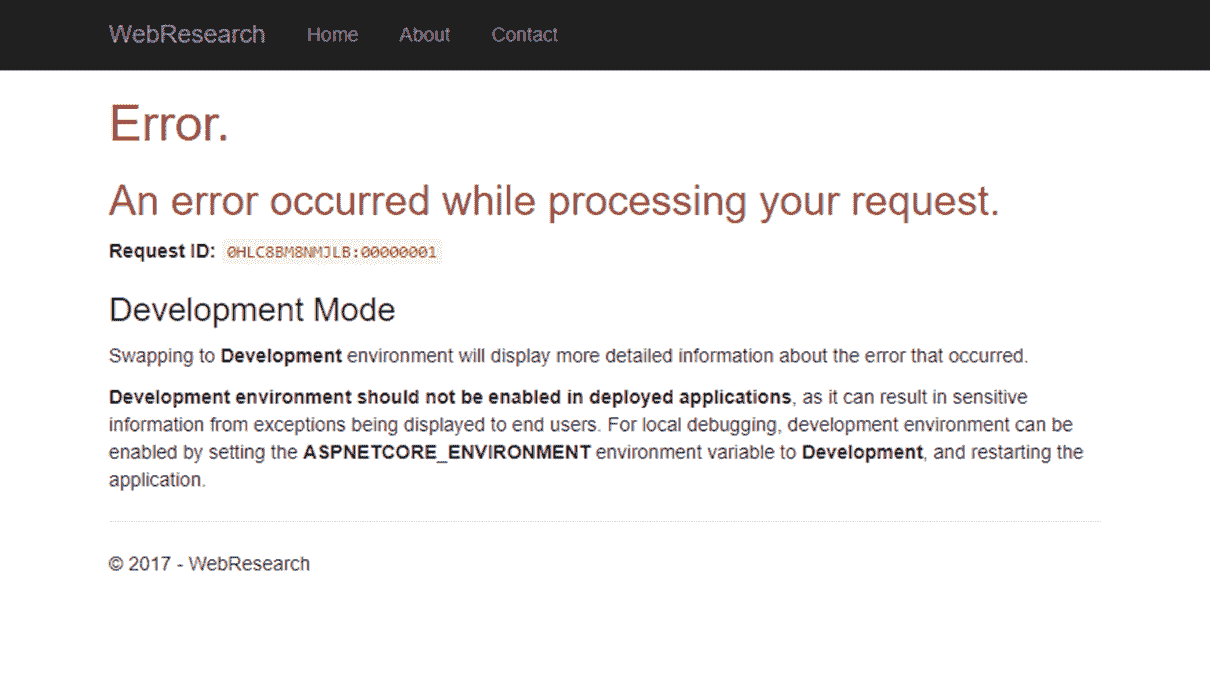 WebResearch Home About Contact
Error.
An error occurred while processing your request.
Request ID: 0HLC8BM8NMJLB:00000001
Development Mode
Swapping to Development environment will display more detailed information about the error that occurred.
Development environment should not be enabled in deployed applications, as it can result in sensitive
information from exceptions being displayed to end users. For local debugging, development environment can be
enabled by setting the ASPNETCORE_ENVIRONMENT environment variable to Development, and restarting the
application.
© 2017 - WebResearch